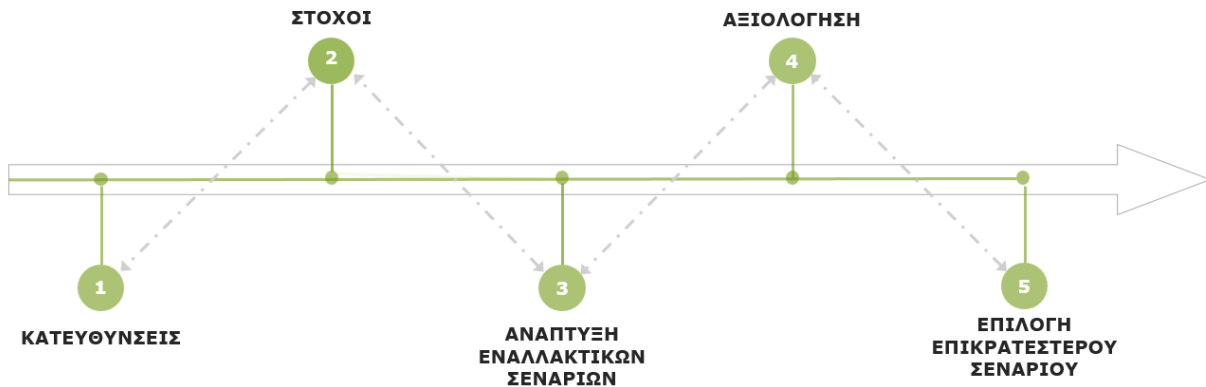 ΣΤΟΧΟΙ
2
ΑΞΙΟΛΟΓΗΣΗ
4
1
ΚΑΤΕΥΘΥΝΣΕΙΣ
3
ΑΝΑΠΤΥΞΗ
ΕΝΑΛΛΑΚΤΙΚΩΝ
ΣΕΝΑΡΙΩΝ
5
ΕΠΙΛΟΓΗ
ΕΠΙΚΡΑΤΕΣΤΕΡΟΥ
ΣΕΝΑΡΙΟΥ